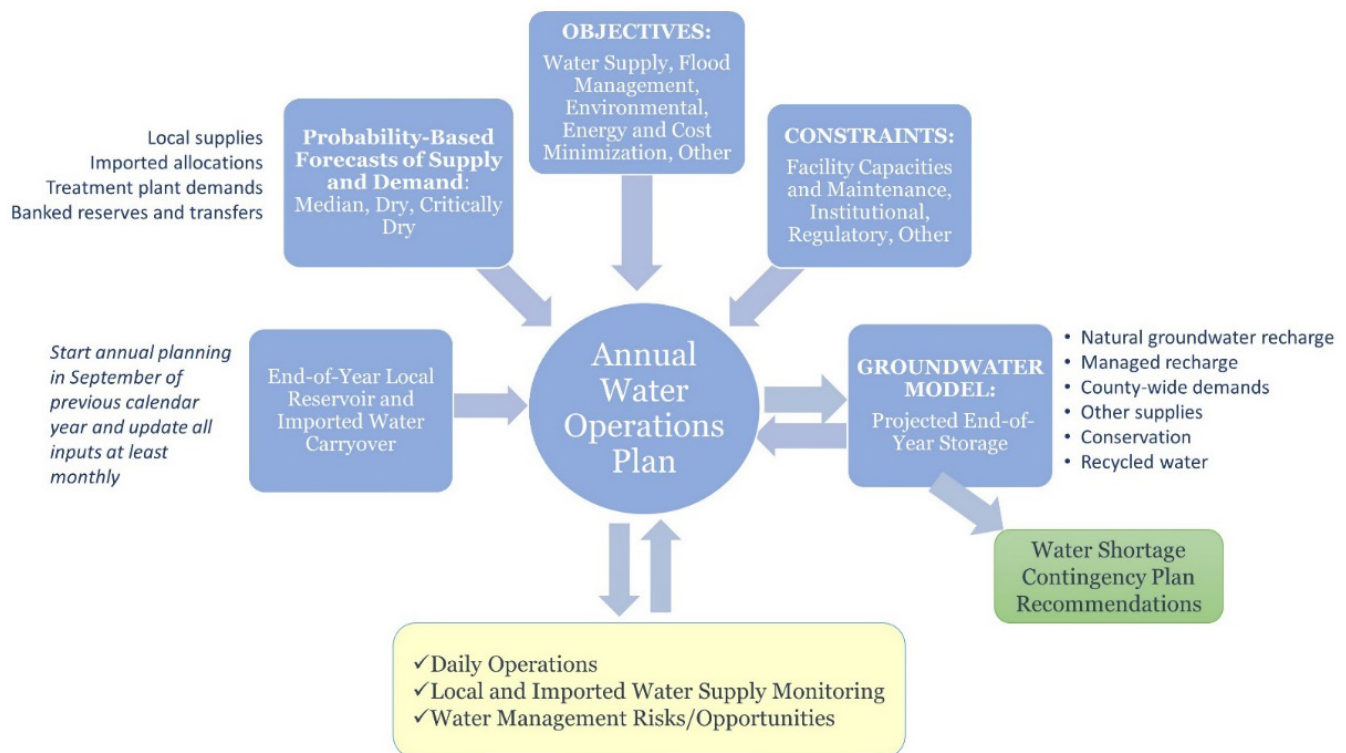 OBJECTIVES:
Water Supply, Flood
Management,
Environmental,
Energy and Cost
Minimization, Other
Local supplies
Imported allocations
Treatment plant demands
Banked reserves and transfers
Probability-Based
Forecasts of Supply
and Demand:
Median, Dry, Critically
Dry
CONSTRAINTS:
Facility Capacities
and Maintenance,
Institutional,
Regulatory, Other
Start annual planning
in September of
previous calendar
year and update all
inputs at least
monthly
End-of-Year Local
Reservoir and
Imported Water
Carryover
Annual
Water
Operations
Plan
GROUNDWATER
MODEL:
Projected End-of-
Year Storage
• Natural groundwater recharge
• Managed recharge
• County-wide demands
• Other supplies
• Conservation
• Recycled water
Water Shortage
Contingency Plan
Recommendations
✓Daily Operations
✓Local and Imported Water Supply Monitoring
✓Water Management Risks/Opportunities